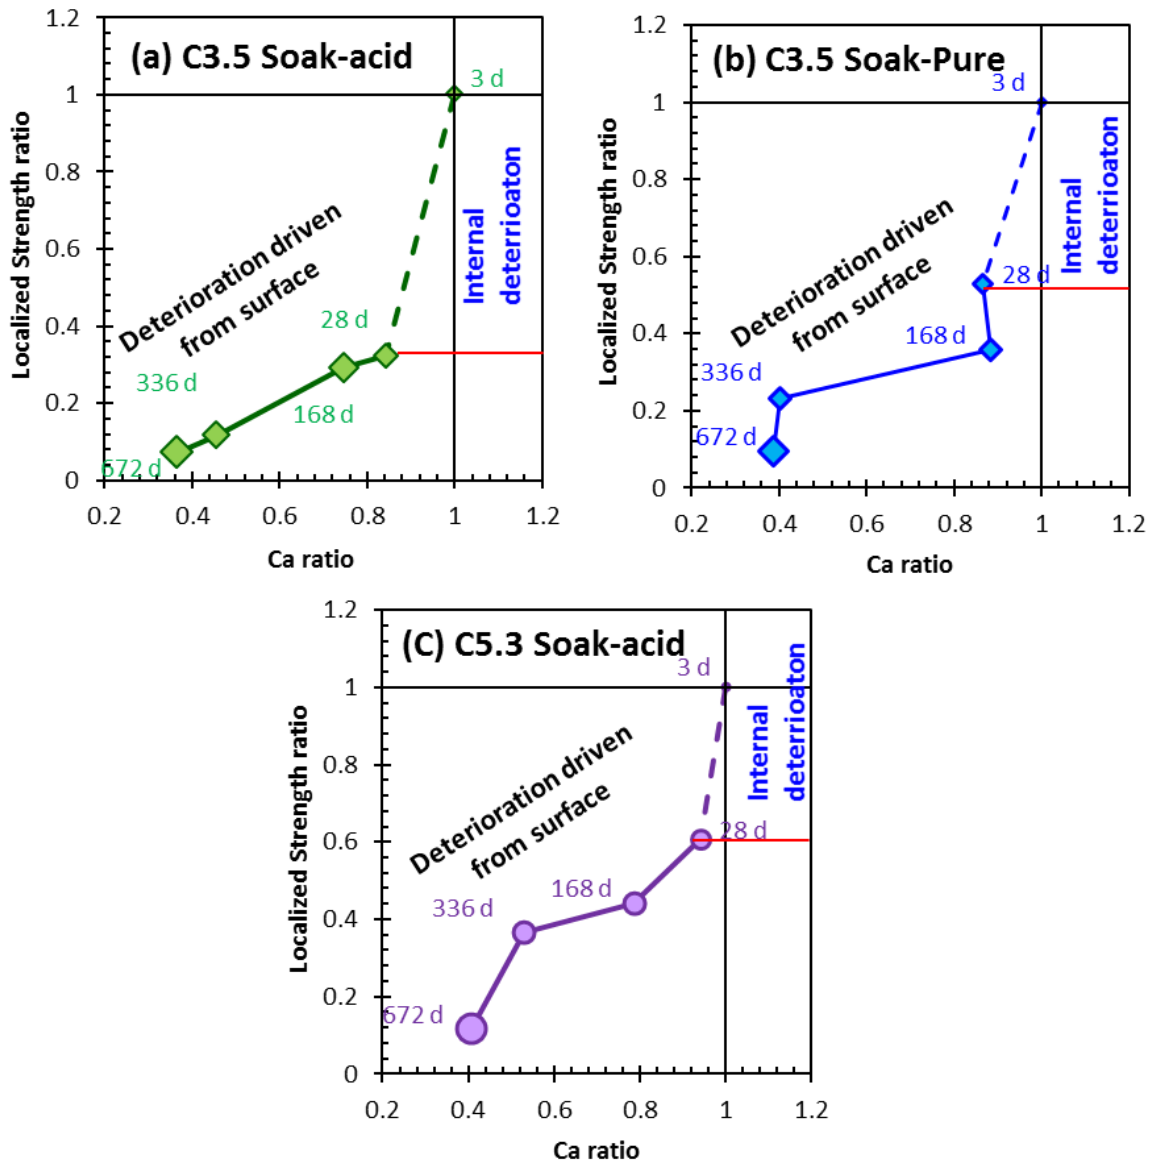 (a) C3.5 Soak-acid
Localized Strength ratio
1.2
1
0.8
0.6
0.4
0.2
0
3 d
Internal
deterrioaton
Deterioration driven
from surface
28 d
336 d
168 d
672 d
0.2
0.4
0.6
0.8
1
1.2
Ca ratio
(b) C3.5 Soak-Pure
Localized Strength ratio
1.2
1
0.8
0.6
0.4
0.2
0
3 d
Internal
deterrioaton
Deterioration driven
from surface
28 d
168 d
336 d
672 d
0.2
0.4
0.6
0.8
1
1.2
Ca ratio
(C) C5.3 Soak-acid
Localized Strength ratio
1.2
1
0.8
0.6
0.4
0.2
0
3 d
Internal
deterrioaton
Deterioration driven
from surface
28 d
168 d
336 d
672 d
0.2
0.4
0.6
0.8
1
1.2
Ca ratio